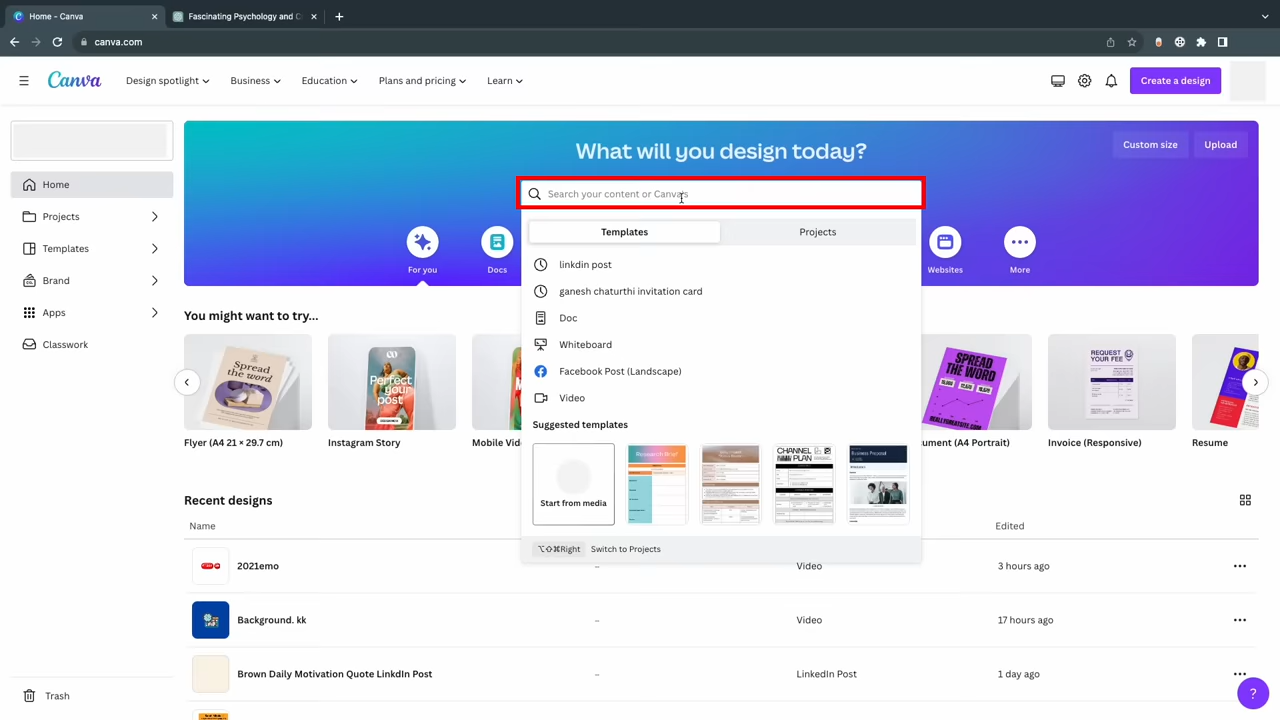 Home - Canva
Fascinating Psychology and C
canva.com
Canva
Design spotlight
Business
Education
Plans and pricing
Learn
Create a design
What will you design today?
Custom size
Upload
Search your content or Canva's
Home
Projects
Templates
Brand
Apps
Classwork
Templates
Projects
For you
Docs
Websites
More
linkdin post
ganesh chaturthi invitation card
Doc
Whiteboard
Facebook Post (Landscape)
Video
Suggested templates
Start from media
Research Brief
CHANNEL PLAN
Business Proposal
⌥⇧⌘Right Switch to Projects
You might want to try...
Spread the word
Perfect your post
SPREAD THE WORD
REQUEST YOUR FEE
Flyer (A4 21 × 29.7 cm)
Instagram Story
Mobile Vid
ument (A4 Portrait)
Invoice (Responsive)
Resume
Recent designs
Name
Edited
2021emo
--
Video
3 hours ago
Background. kk
--
Video
17 hours ago
Brown Daily Motivation Quote LinkdIn Post
--
LinkedIn Post
1 day ago
Trash
?